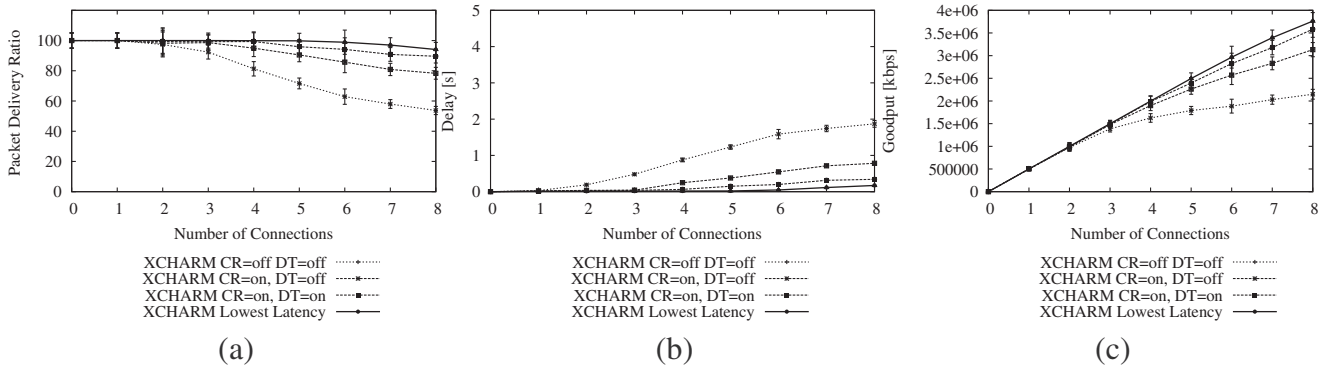 Packet Delivery Ratio
100
80
60
40
20
0
0 1 2 3 4 5 6 7 8
Number of Connections
XCHARM CR=off DT=off
XCHARM CR=on, DT=off
XCHARM CR=on, DT=on
XCHARM Lowest Latency
(a)
Delay [s]
5
4
3
2
1
0
0 1 2 3 4 5 6 7 8
Number of Connections
XCHARM CR=off DT=off
XCHARM CR=on, DT=off
XCHARM CR=on, DT=on
XCHARM Lowest Latency
(b)
Goodput [kbps]
4e+06
3.5e+06
3e+06
2.5e+06
2e+06
1.5e+06
1e+06
500000
0
0 1 2 3 4 5 6 7 8
Number of Connections
XCHARM CR=off DT=off
XCHARM CR=on, DT=off
XCHARM CR=on, DT=on
XCHARM Lowest Latency
(c)